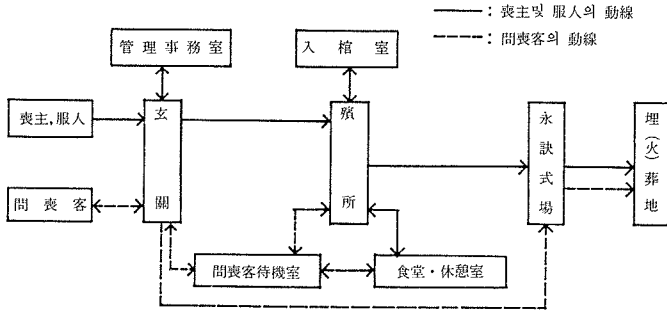 ──── : 喪主및 服人의 動線
---- : 問喪客의 動線
管理事務室
入棺室
喪主,服人
玄關
殯所
永訣式場
埋(火)葬地
問喪客
問喪客待機室
食堂·休憩室